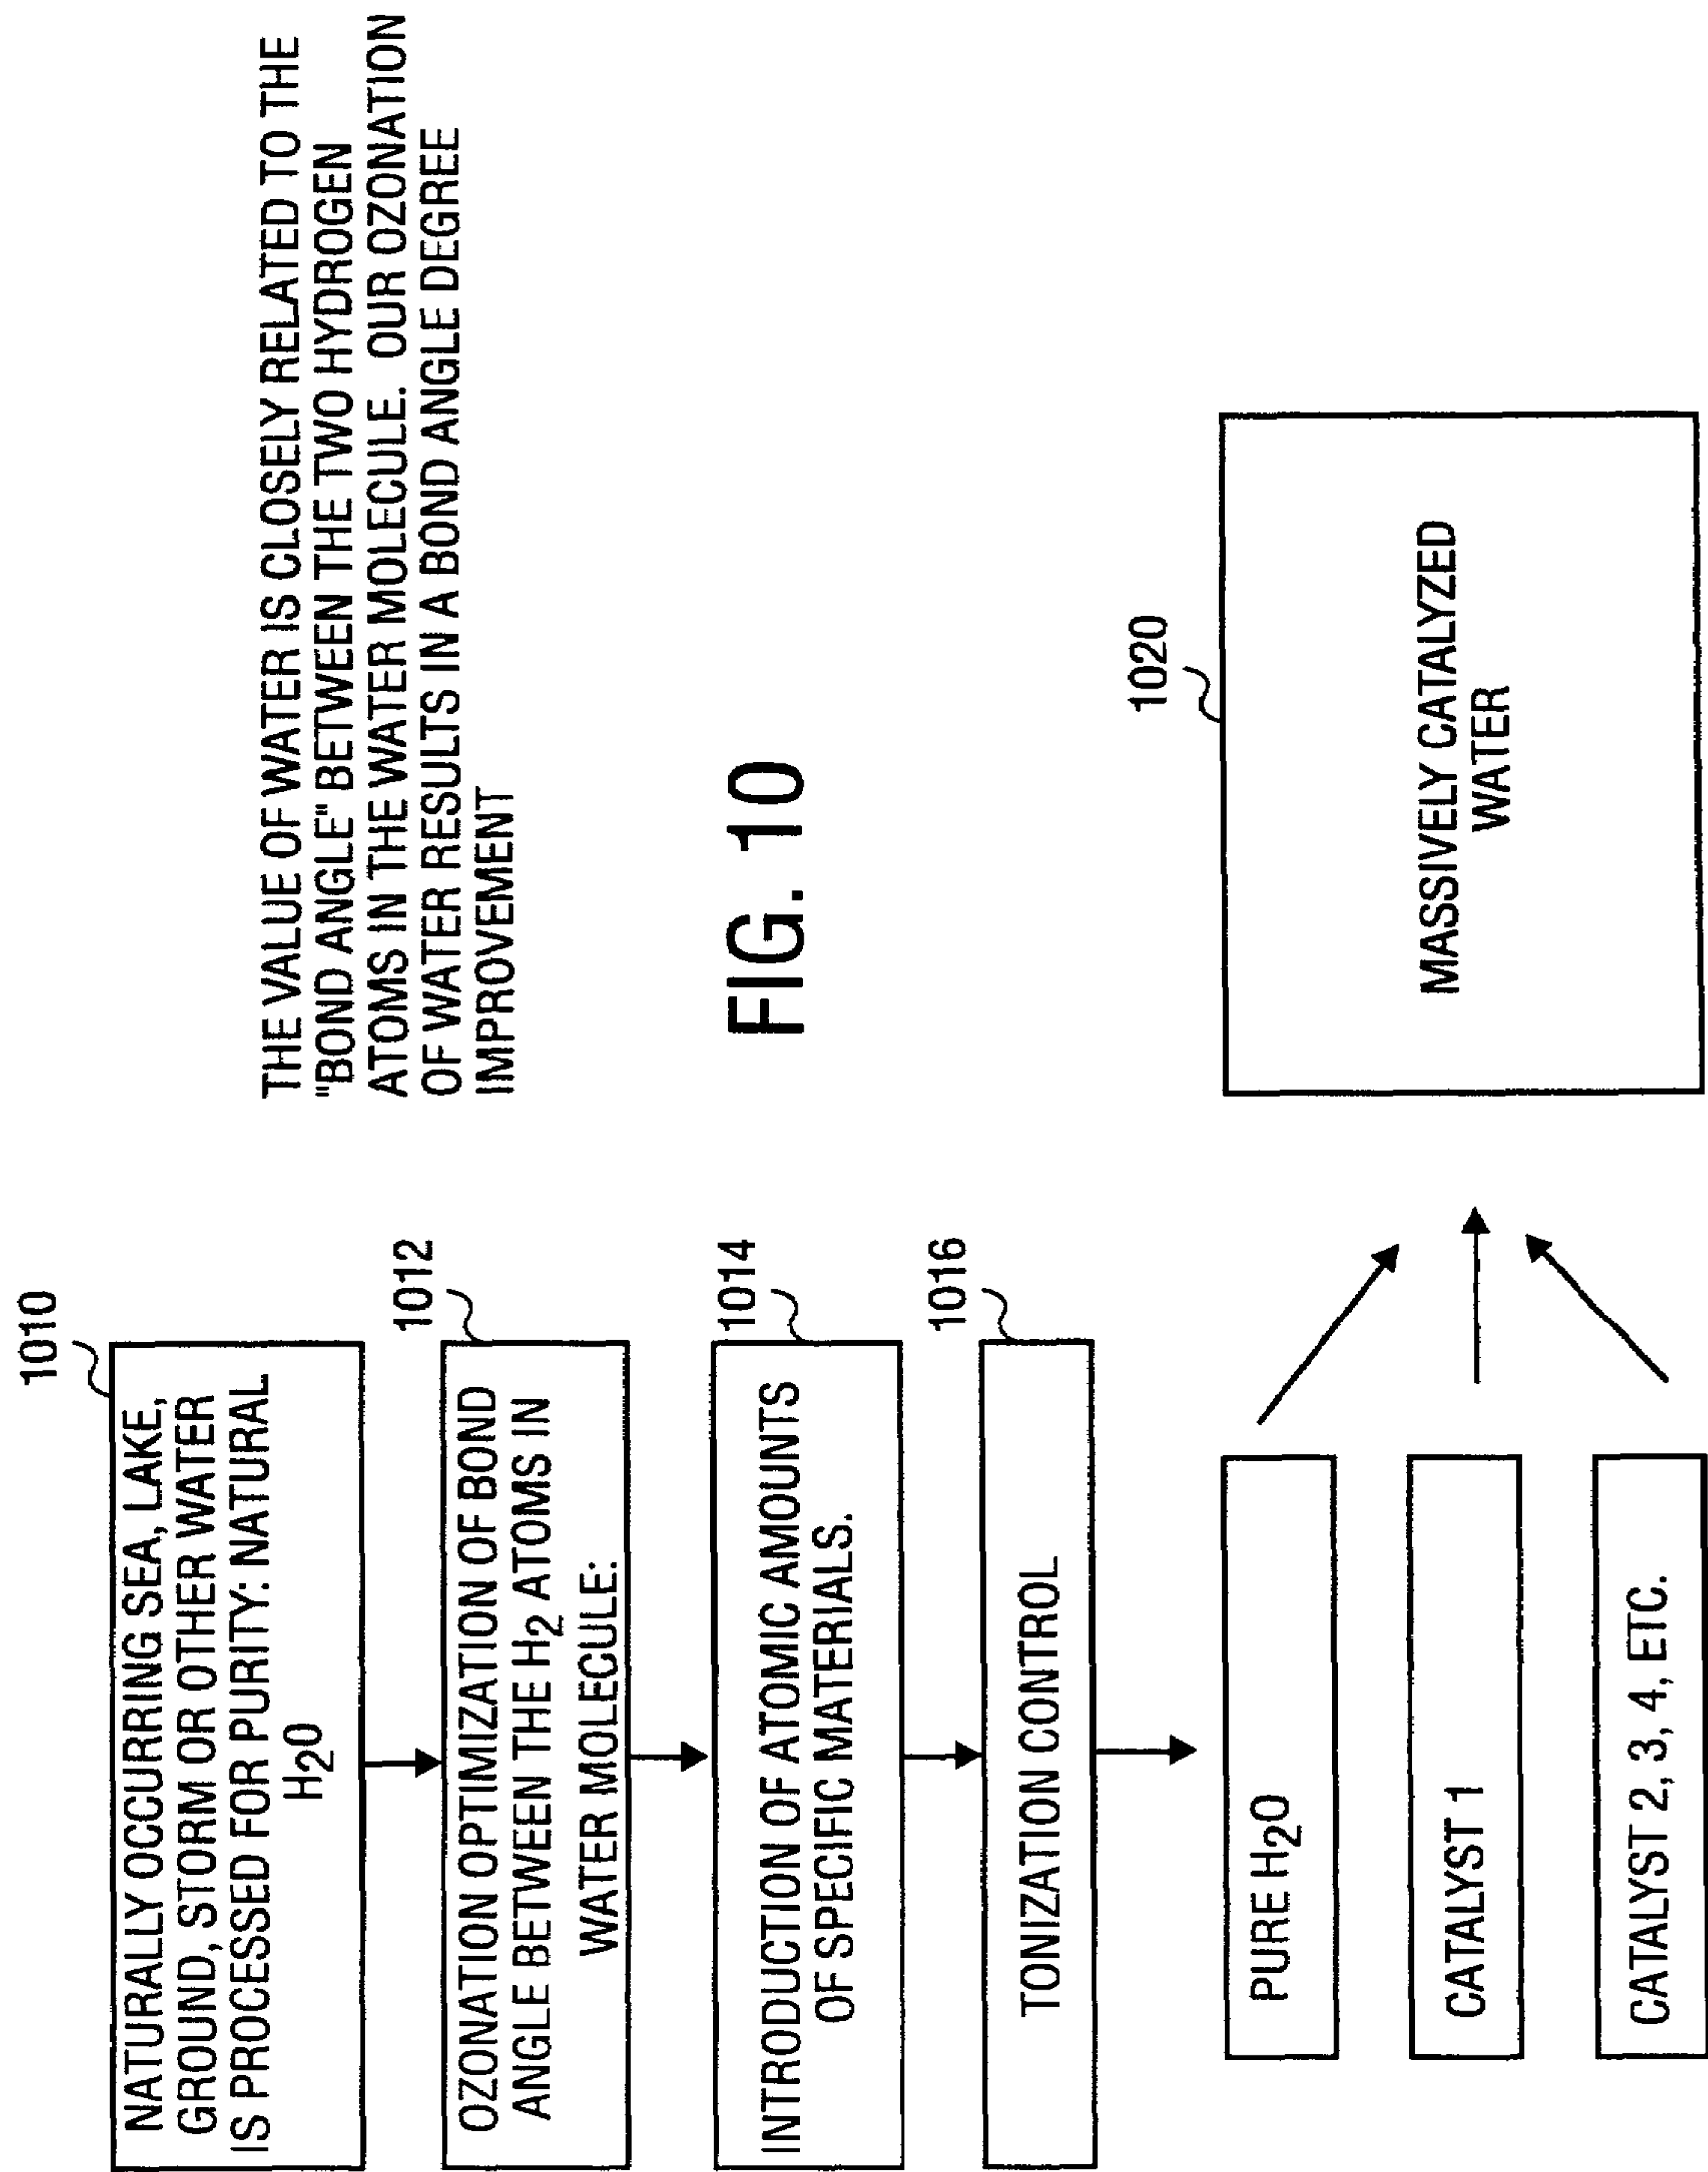 1010
NATURALLY OCCURRING SEA, LAKE,
GROUND, STORM OR OTHER WATER
IS PROCESSED FOR PURITY: NATURAL
H2O
1012
OZONATION OPTIMIZATION OF BOND
ANGLE BETWEEN THE H2 ATOMS IN
WATER MOLECULE:
1014
INTRODUCTION OF ATOMIC AMOUNTS
OF SPECIFIC MATERIALS.
1016
TONIZATION CONTROL
PURE H2O
CATALYST 1
CATALYST 2, 3, 4, ETC.
THE VALUE OF WATER IS CLOSELY RELATED TO THE
"BOND ANGLE" BETWEEN THE TWO HYDROGEN
ATOMS IN THE WATER MOLECULE. OUR OZONATION
OF WATER RESULTS IN A BOND ANGLE DEGREE
IMPROVEMENT
FIG. 10
1020
MASSIVELY CATALYZED
WATER